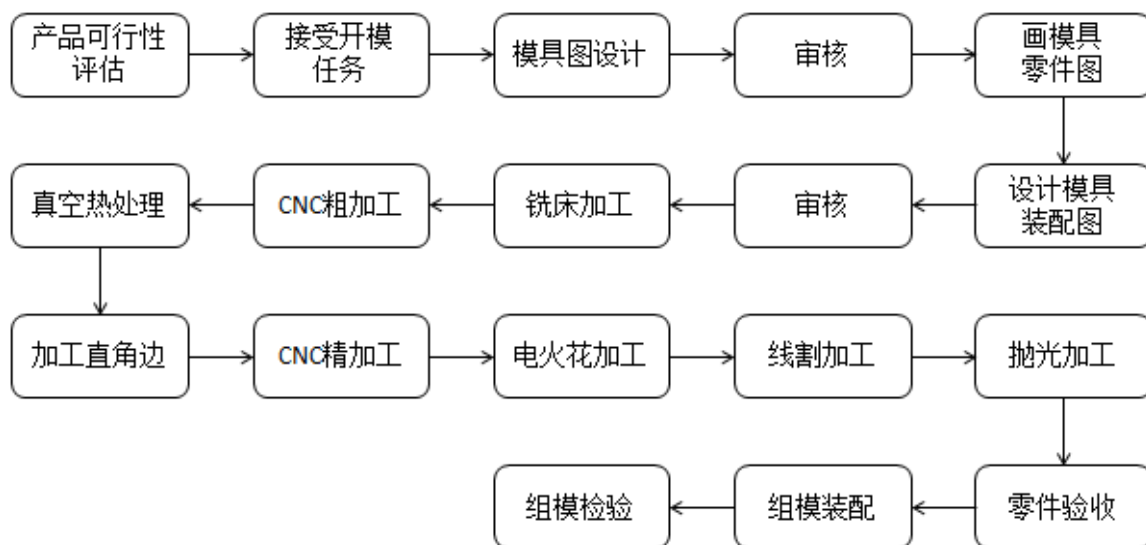 产品可行性
评估
接受开模
任务
模具图设计
审核
画模具
零件图
真空热处理
CNC粗加工
铣床加工
审核
设计模具
装配图
加工直角边
CNC精加工
电火花加工
线割加工
抛光加工
组模检验
组模装配
零件验收